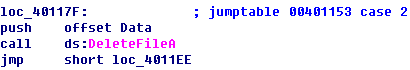 loc_40117F: ; jumptable 00401153 case 2
push offset Data
call ds:DeleteFileA
jmp short loc_4011EE